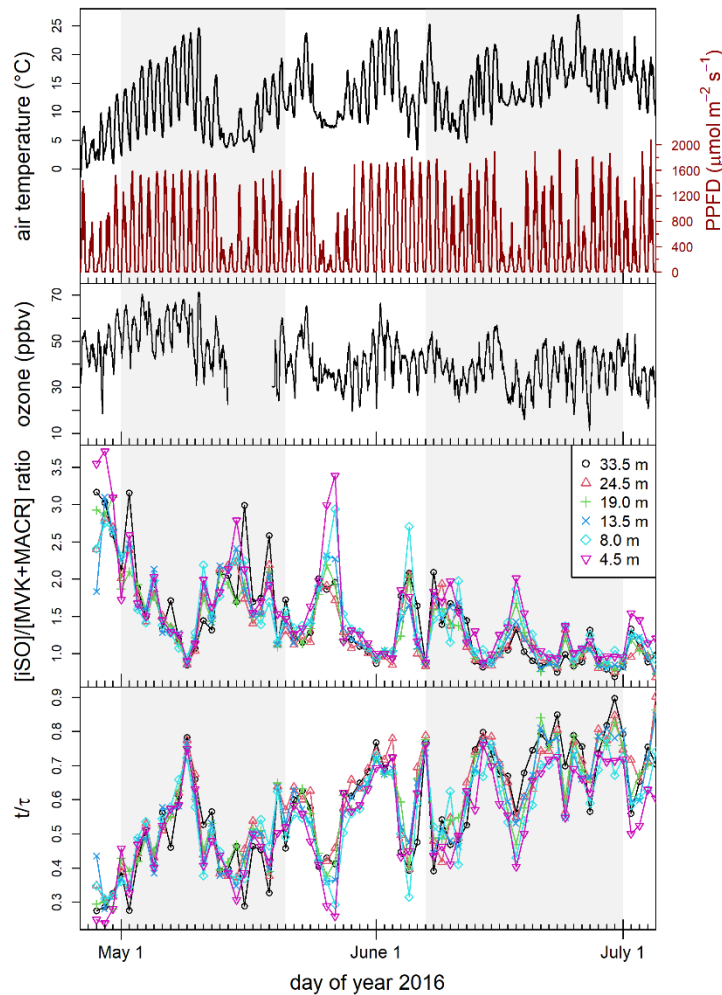 air temperature (°C)
0
5
10
15
20
25
PPFD (μmol m⁻² s⁻¹)
0
400
800
1200
1600
2000
ozone (ppbv)
10
30
50
70
[iSO]/[MVK+MACR] ratio
1.0
1.5
2.0
2.5
3.0
3.5
33.5 m
24.5 m
19.0 m
13.5 m
8.0 m
4.5 m
t/τ
0.3
0.4
0.5
0.6
0.7
0.8
0.9
May 1
June 1
July 1
day of year 2016